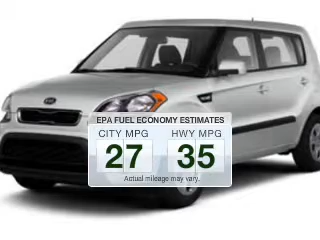 EPA FUEL ECONOMY ESTIMATES
CITY MPG HWY MPG
27 35
Actual mileage may vary.